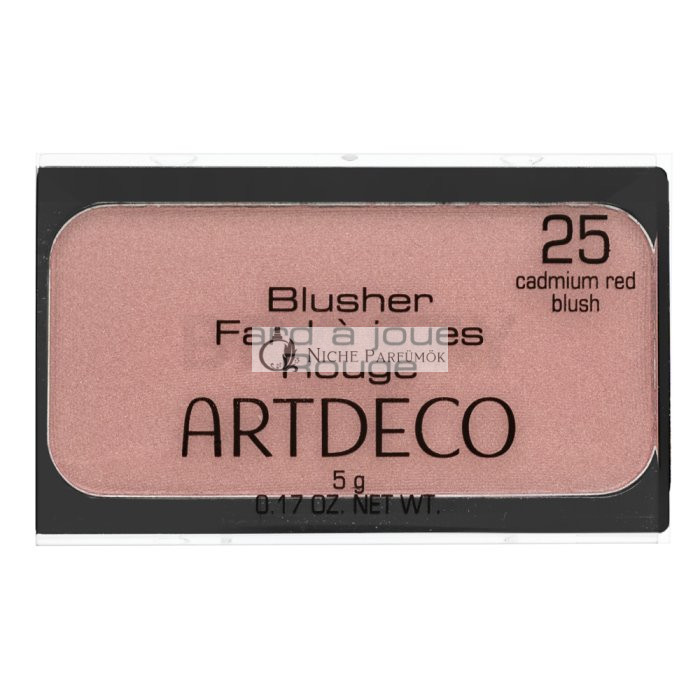 25
cadmium red
blush
Blusher
Fard à joues
NICHE PARFÜMÖK
Rouge
ARTDECO
5 g
0.17 OZ. NET WT.